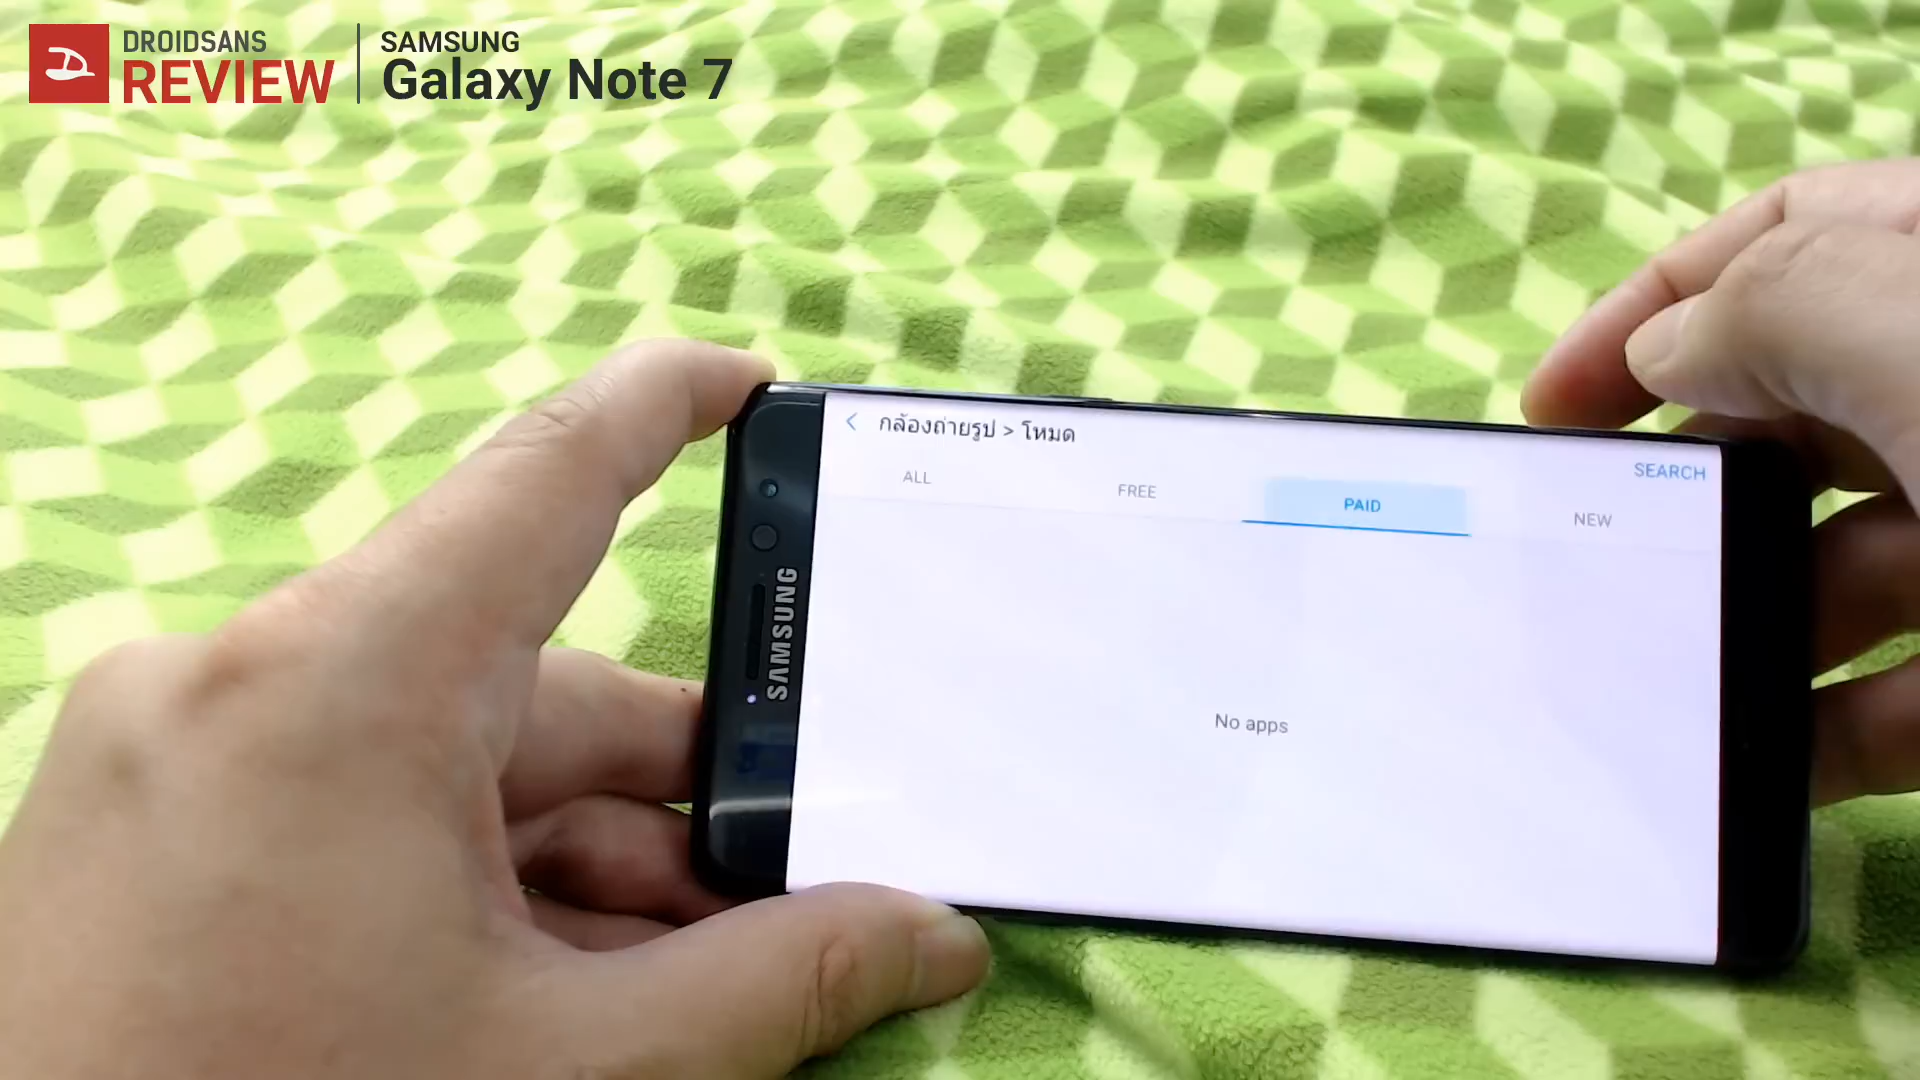 DROIDSANS
REVIEW
SAMSUNG
Galaxy Note 7
กล้องถ่ายรูป > โหมด
SEARCH
ALL
FREE
PAID
NEW
No apps
SAMSUNG